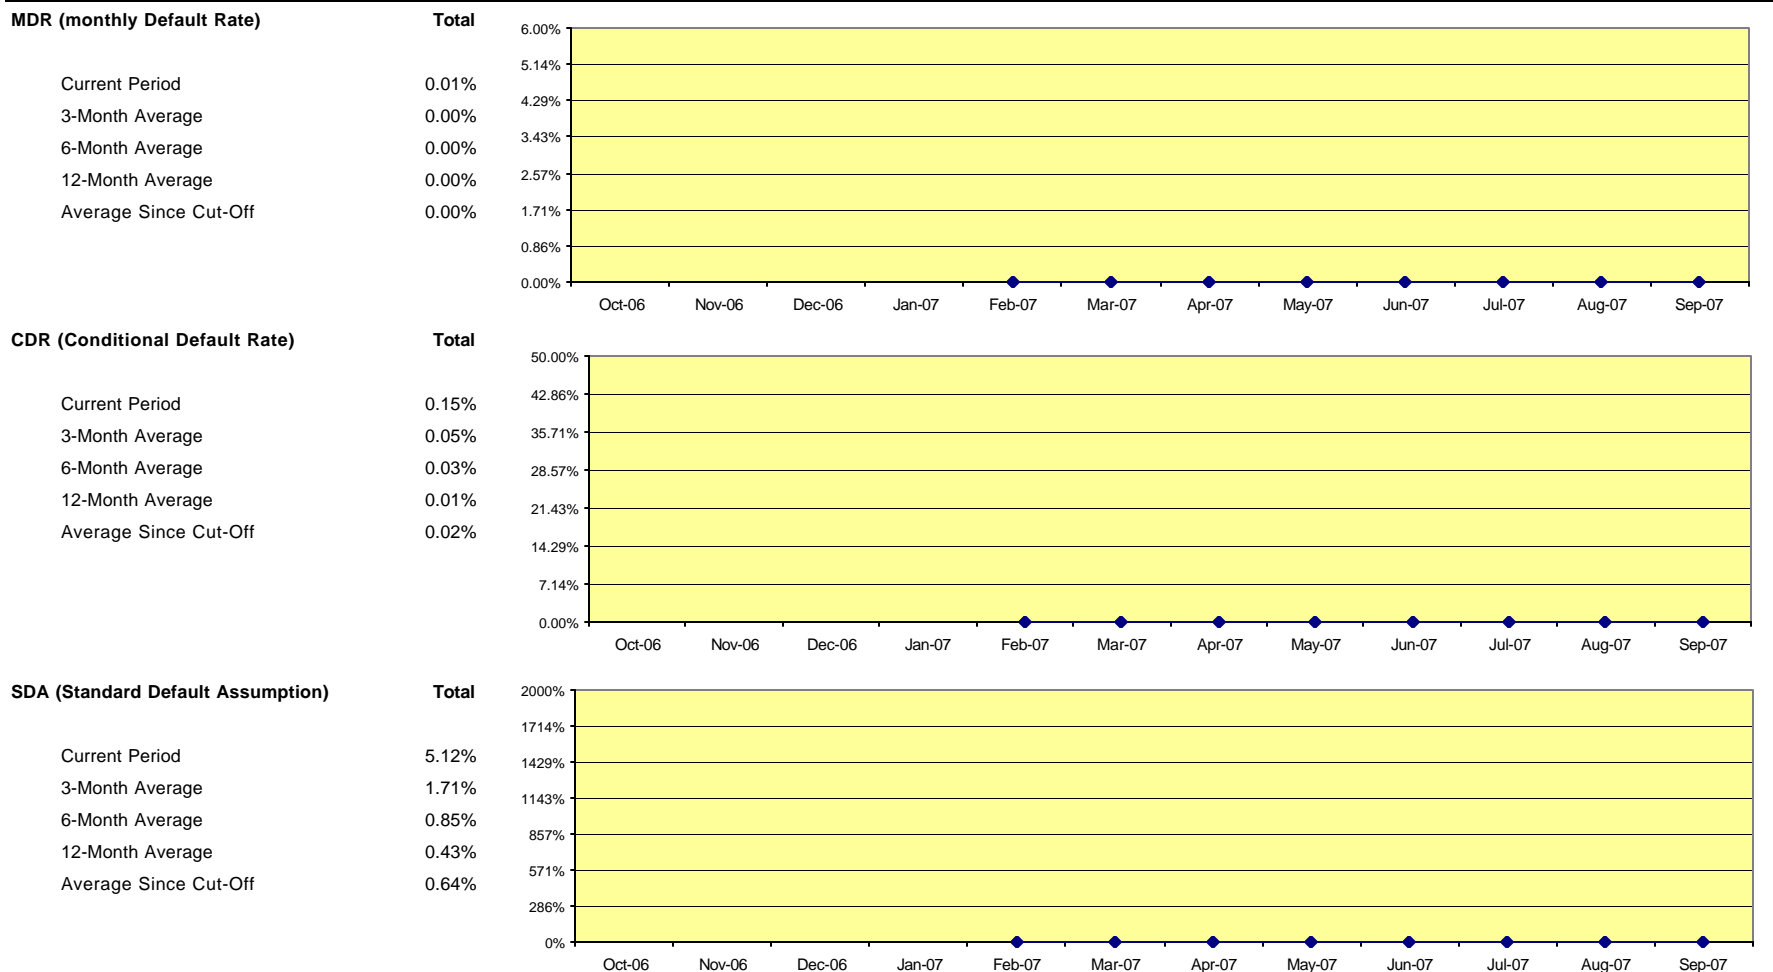 MDR (monthly Default Rate) Total
Current Period 0.01%
3-Month Average 0.00%
6-Month Average 0.00%
12-Month Average 0.00%
Average Since Cut-Off 0.00%
6.00%
5.14%
4.29%
3.43%
2.57%
1.71%
0.86%
0.00%
Oct-06 Nov-06 Dec-06 Jan-07 Feb-07 Mar-07 Apr-07 May-07 Jun-07 Jul-07 Aug-07 Sep-07
CDR (Conditional Default Rate) Total
Current Period 0.15%
3-Month Average 0.05%
6-Month Average 0.03%
12-Month Average 0.01%
Average Since Cut-Off 0.02%
50.00%
42.86%
35.71%
28.57%
21.43%
14.29%
7.14%
0.00%
Oct-06 Nov-06 Dec-06 Jan-07 Feb-07 Mar-07 Apr-07 May-07 Jun-07 Jul-07 Aug-07 Sep-07
SDA (Standard Default Assumption) Total
Current Period 5.12%
3-Month Average 1.71%
6-Month Average 0.85%
12-Month Average 0.43%
Average Since Cut-Off 0.64%
2000%
1714%
1429%
1143%
857%
571%
286%
0%
Oct-06 Nov-06 Dec-06 Jan-07 Feb-07 Mar-07 Apr-07 May-07 Jun-07 Jul-07 Aug-07 Sep-07